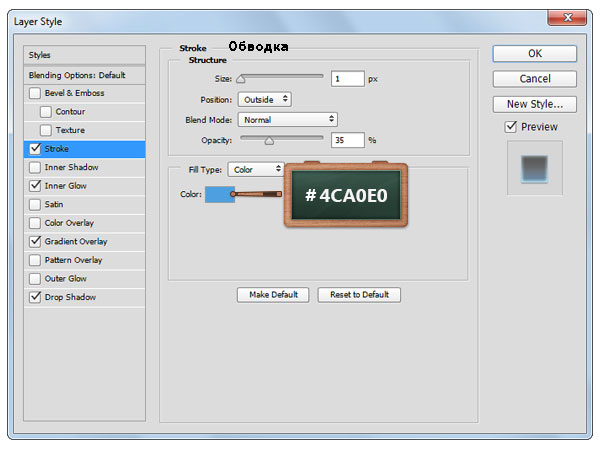 Layer Style
Styles
Blending Options: Default
Bevel & Emboss
Contour
Texture
Stroke
Inner Shadow
Inner Glow
Satin
Color Overlay
Gradient Overlay
Pattern Overlay
Outer Glow
Drop Shadow
Stroke Обводка
Structure
Size: 1 px
Position: Outside
Blend Mode: Normal
Opacity: 35 %
Fill Type: Color
Color:
#4CA0E0
Make Default Reset to Default
OK
Cancel
New Style...
Preview